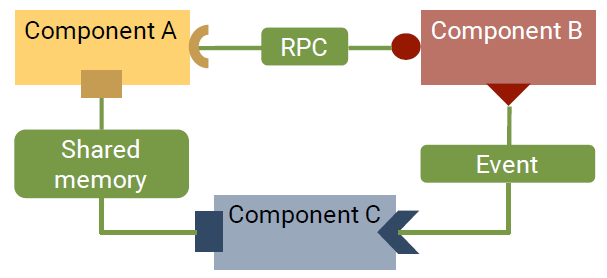 Component A
RPC
Component B
Shared
memory
Event
Component C